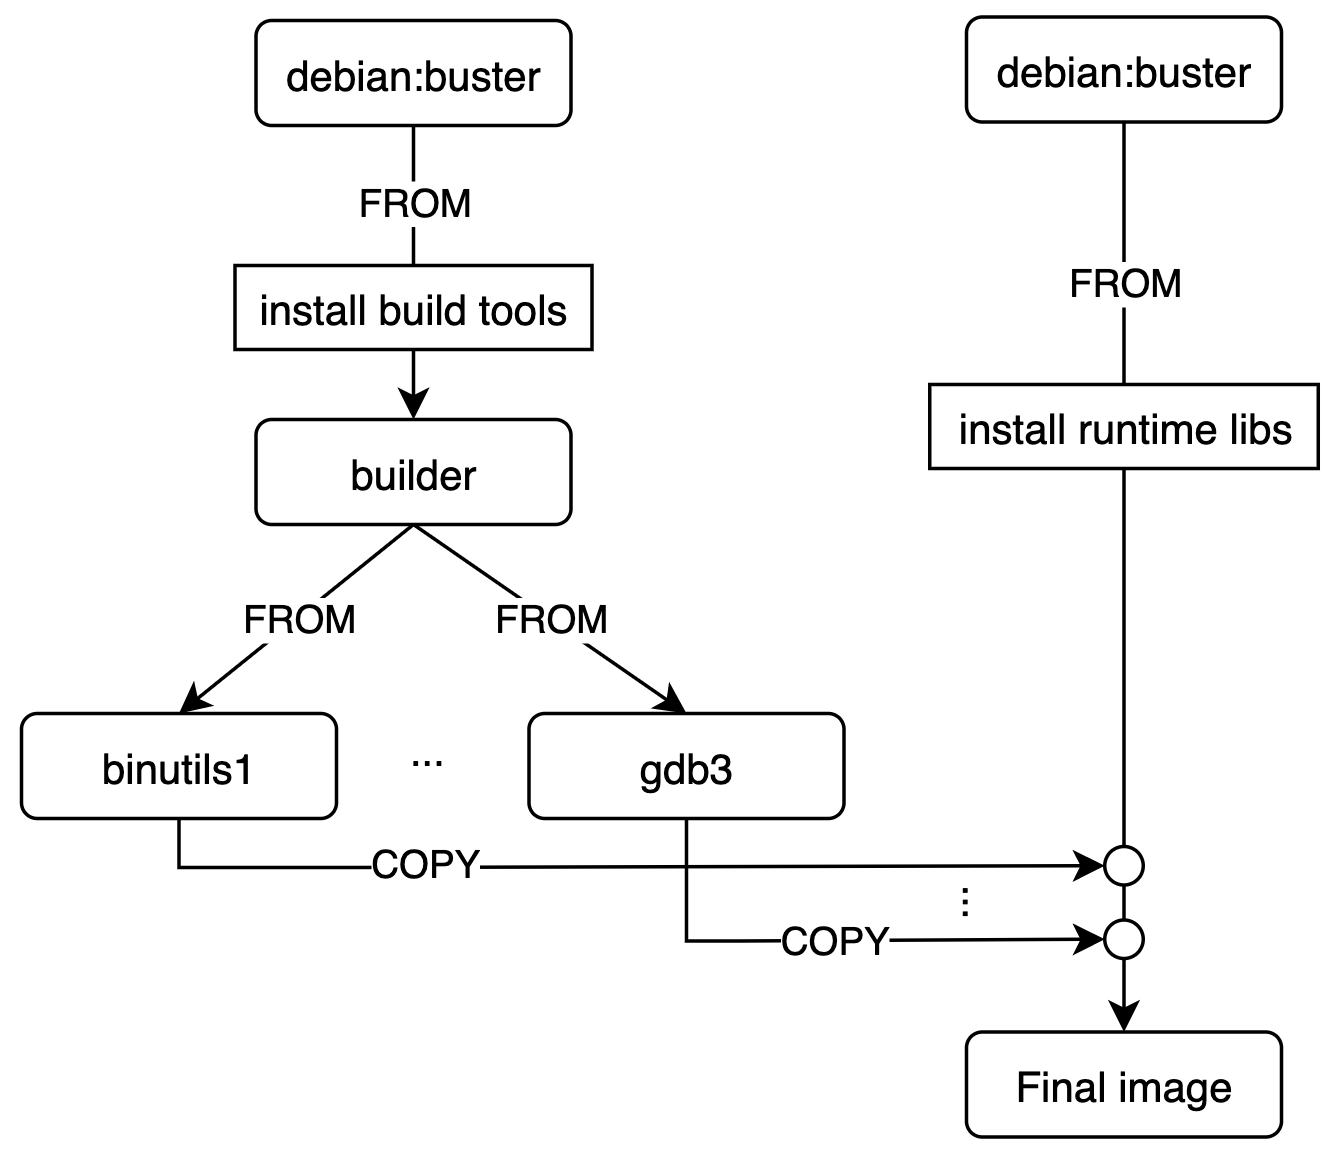 debian:buster
debian:buster
FROM
FROM
install build tools
install runtime libs
builder
FROM
FROM
binutils1
...
gdb3
COPY
...
COPY
Final image